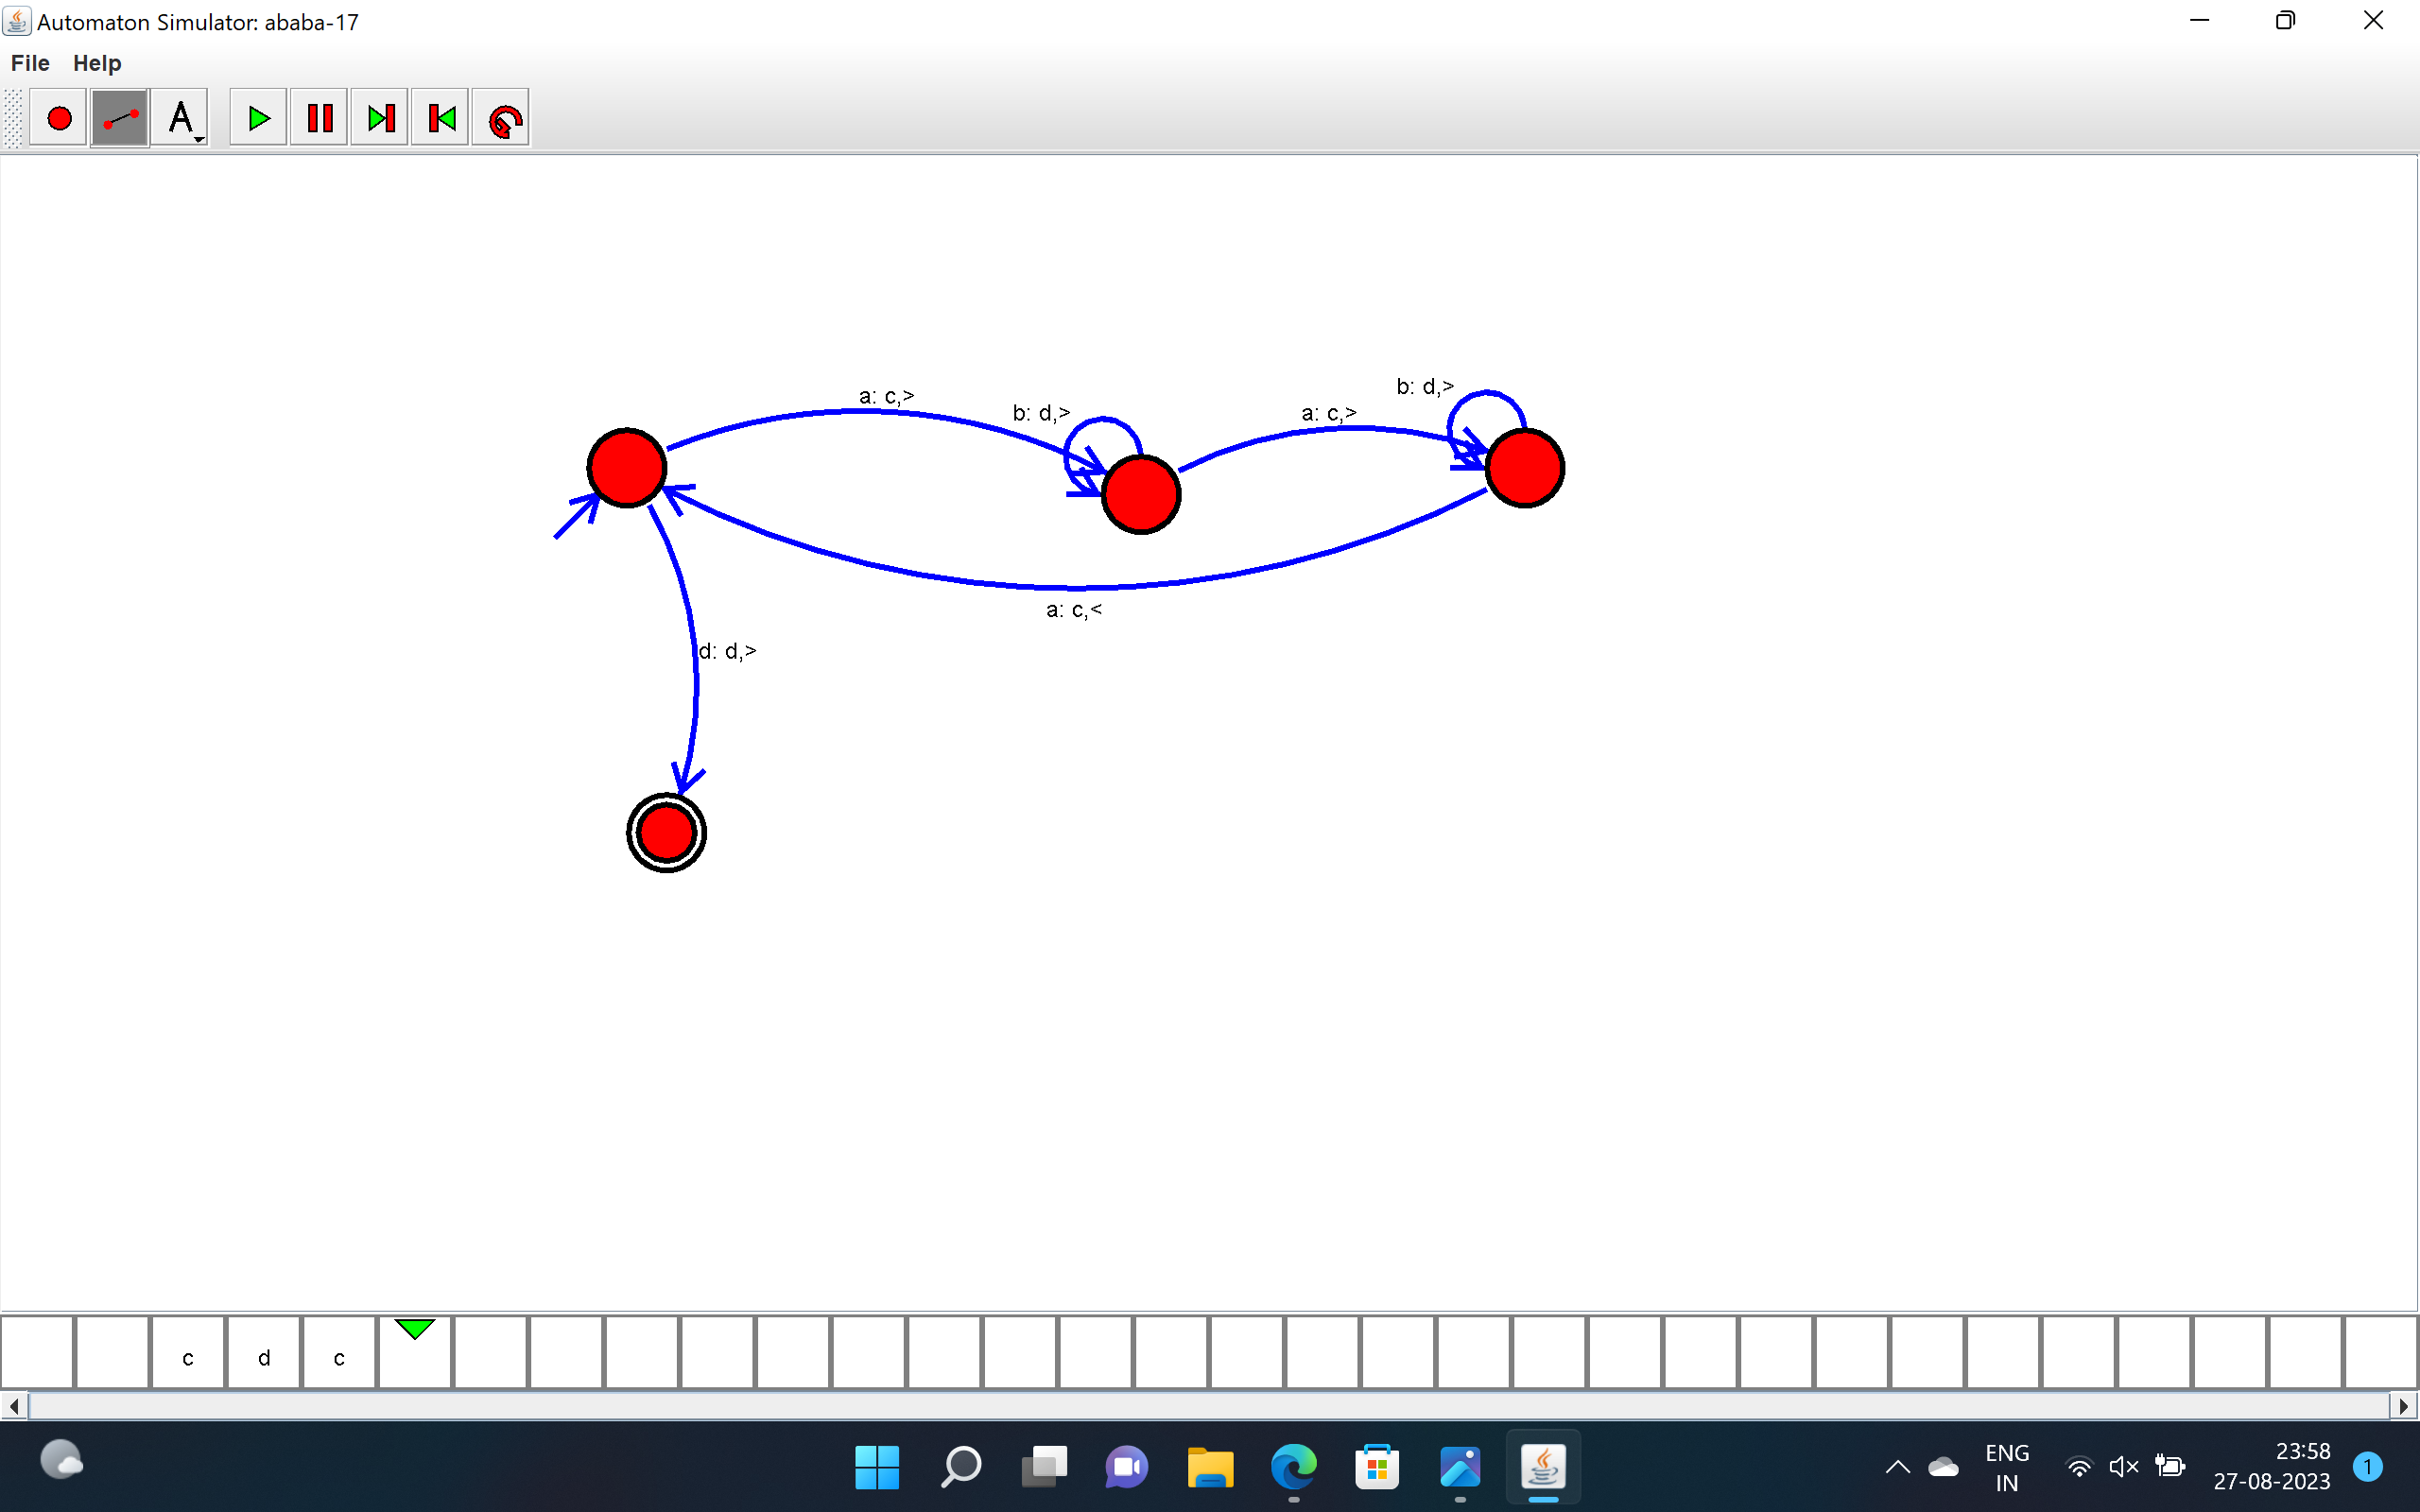 Automaton Simulator: ababa-17
File Help
A
b: d,>
a: c,>
b: d,>
a: c,>
a: c,<
d: d,>
c d c
ENG
IN
23:58
27-08-2023
1